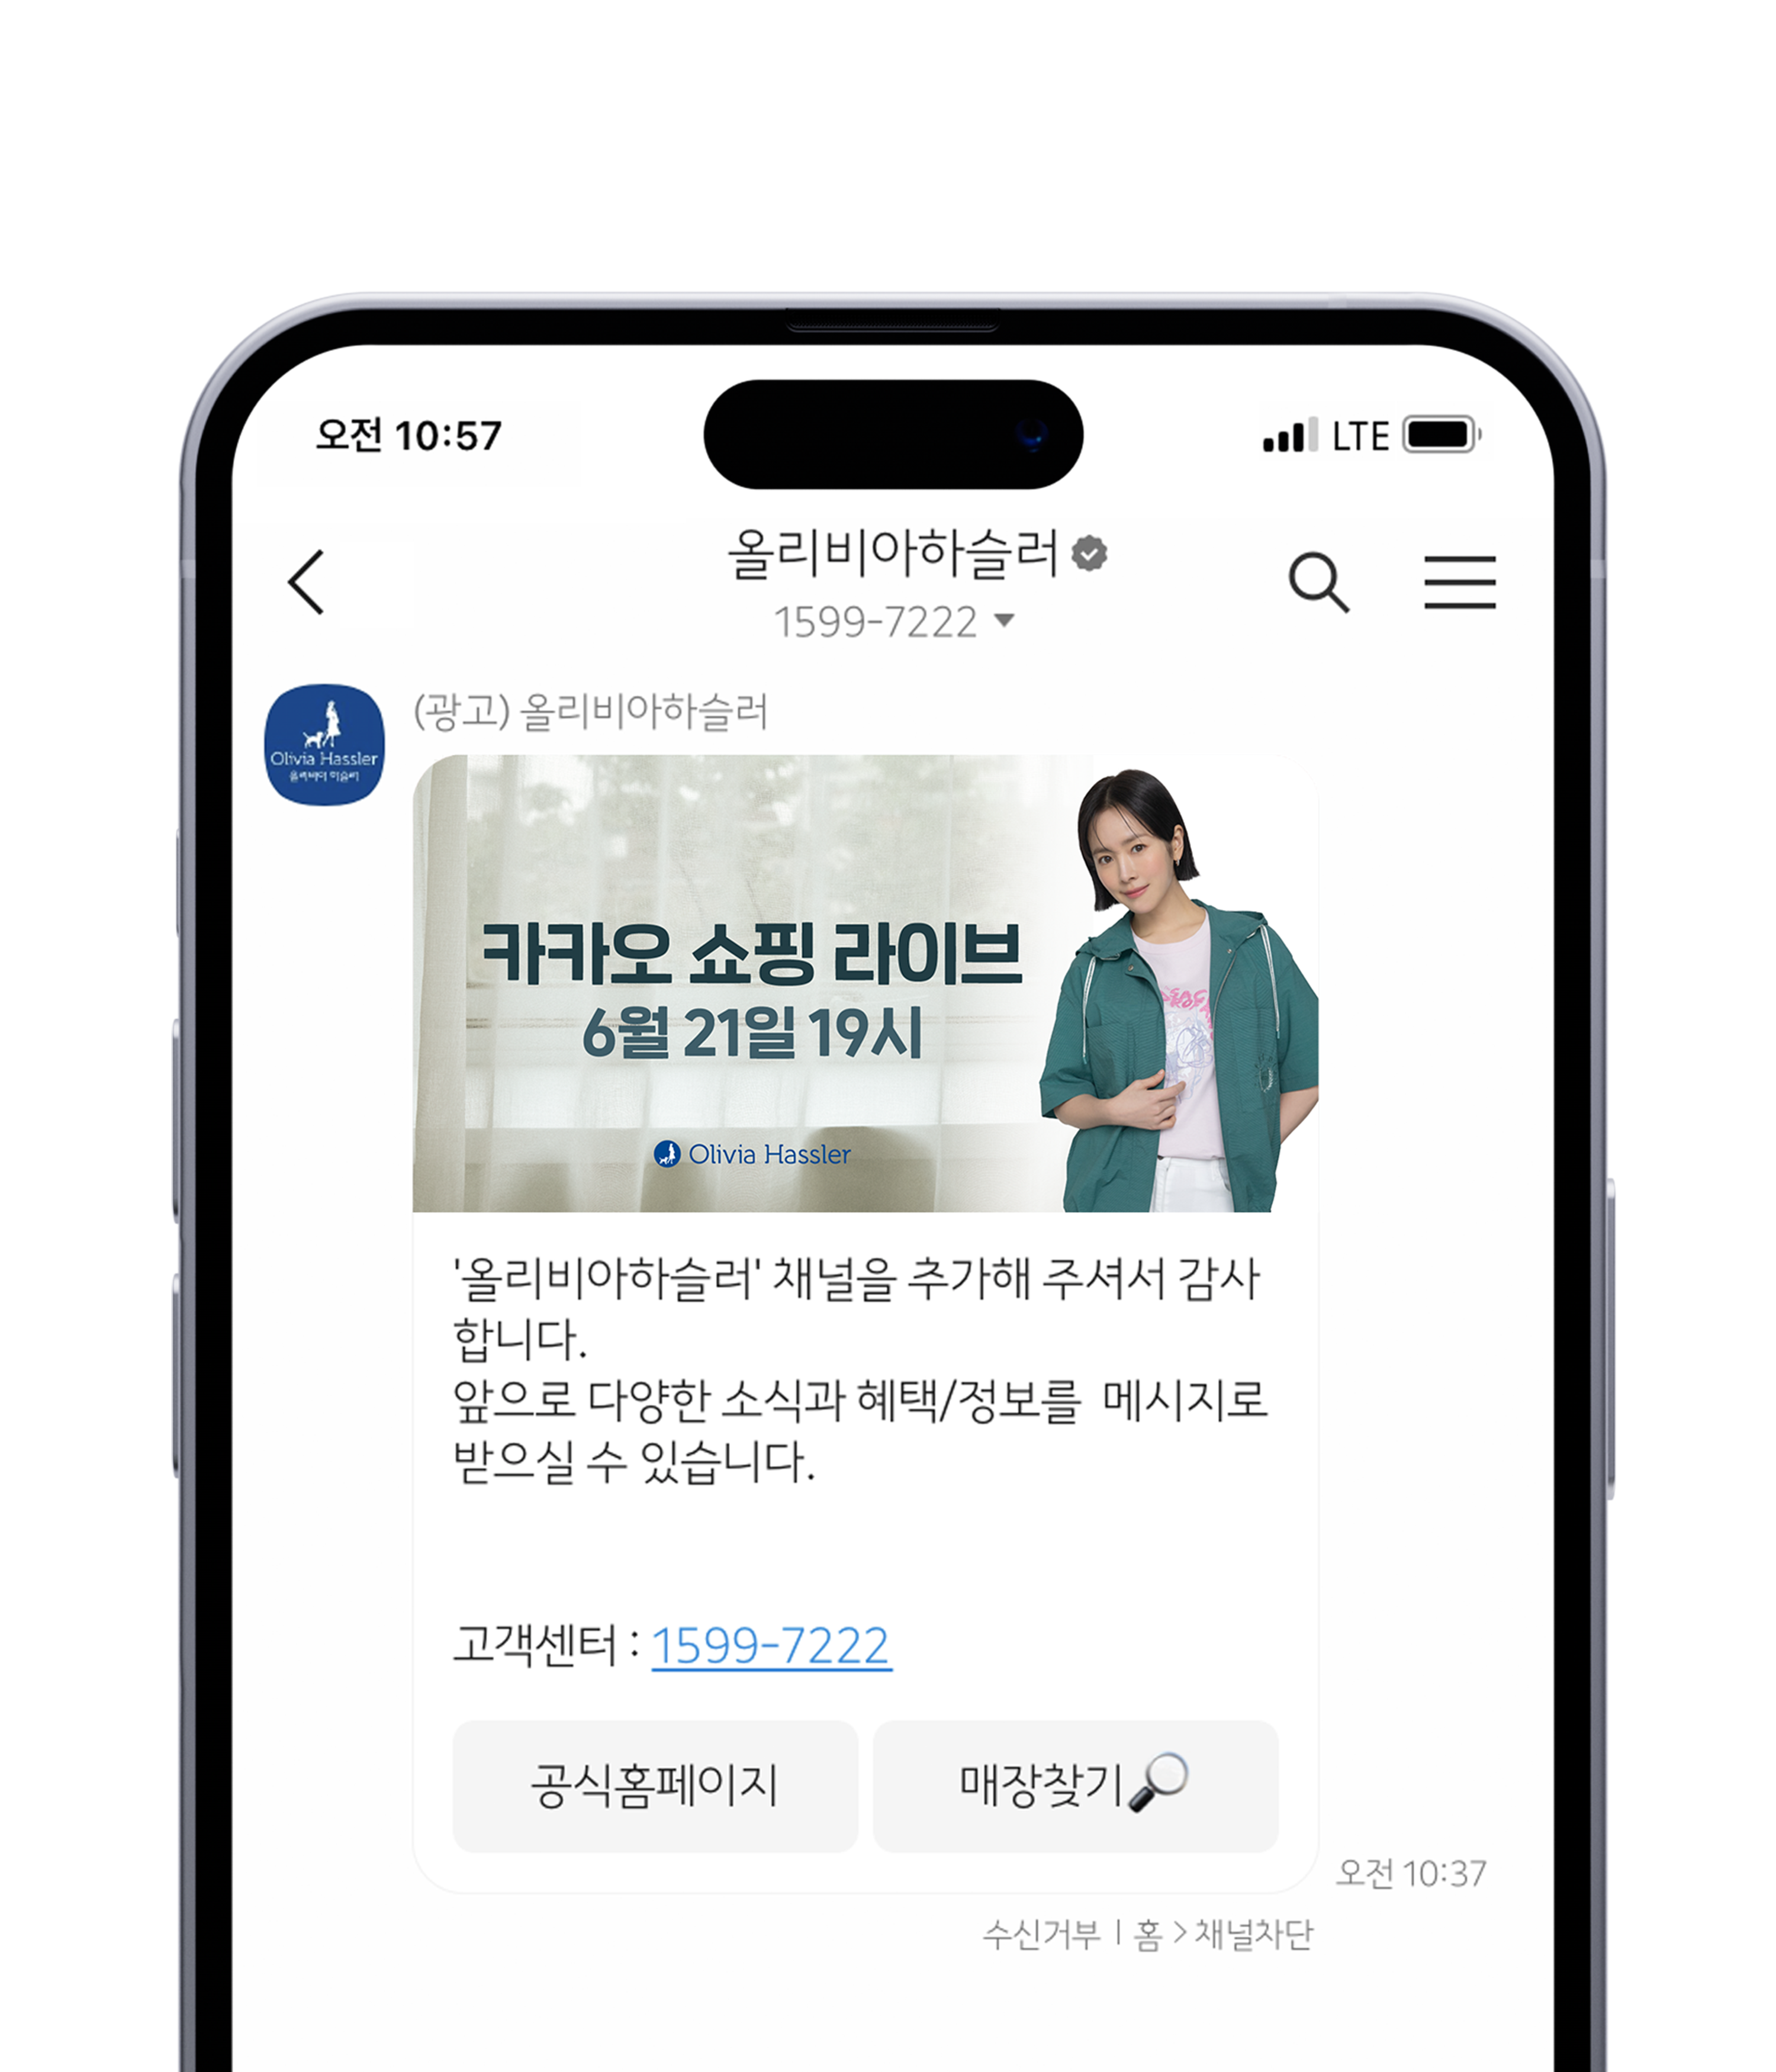 오전 10:57
LTE
올리비아하슬러
1599-7222
(광고) 올리비아하슬러
Olivia Hassler
올리비아 하슬러
카카오 쇼핑 라이브
6월 21일 19시
Olivia Hassler
'올리비아하슬러' 채널을 추가해 주셔서 감사
합니다.
앞으로 다양한 소식과 혜택/정보를 메시지로
받으실 수 있습니다.
고객센터 : 1599-7222
공식홈페이지
매장찾기
오전 10:37
수신거부 | 홈 > 채널차단